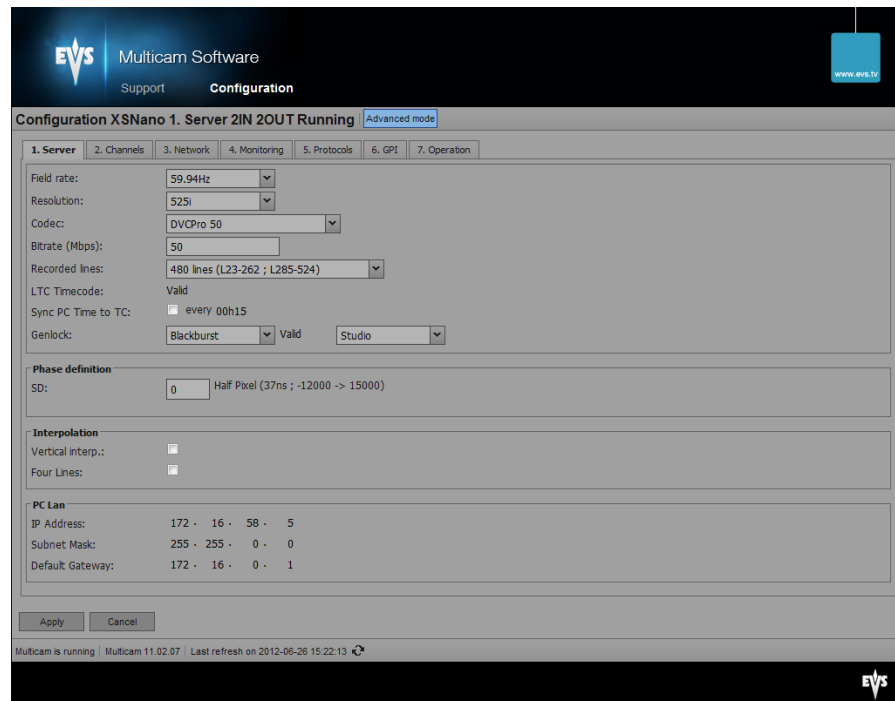 EVS Multicam Software
www.evs.tv
Support Configuration
Configuration XSNano 1. Server 2IN 2OUT Running Advanced mode
1. Server 2. Channels 3. Network 4. Monitoring 5. Protocols 6. GPI 7. Operation
Field rate: 59.94Hz
Resolution: 525i
Codec: DVCPro 50
Bitrate (Mbps): 50
Recorded lines: 480 lines (L23-262 ; L285-524)
LTC Timecode: Valid
Sync PC Time to TC: every 00h15
Genlock: Blackburst Valid Studio
Phase definition
SD: 0 Half Pixel (37ns ; -12000 -> 15000)
Interpolation
Vertical interp.:
Four Lines:
PC Lan
IP Address: 172 . 16 . 58 . 5
Subnet Mask: 255 . 255 . 0 . 0
Default Gateway: 172 . 16 . 0 . 1
Apply Cancel
Multicam is running | Multicam 11.02.07 | Last refresh on 2012-06-26 15:22:13
EVS